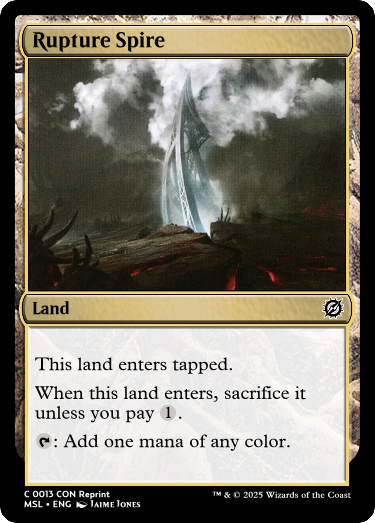 Rupture Spire
Land
This land enters tapped.
When this land enters, sacrifice it
unless you pay 1.
: Add one mana of any color.
C 0013 CON Reprint
MSL • ENG JAIME JONES
™ & © 2025 Wizards of the Coast